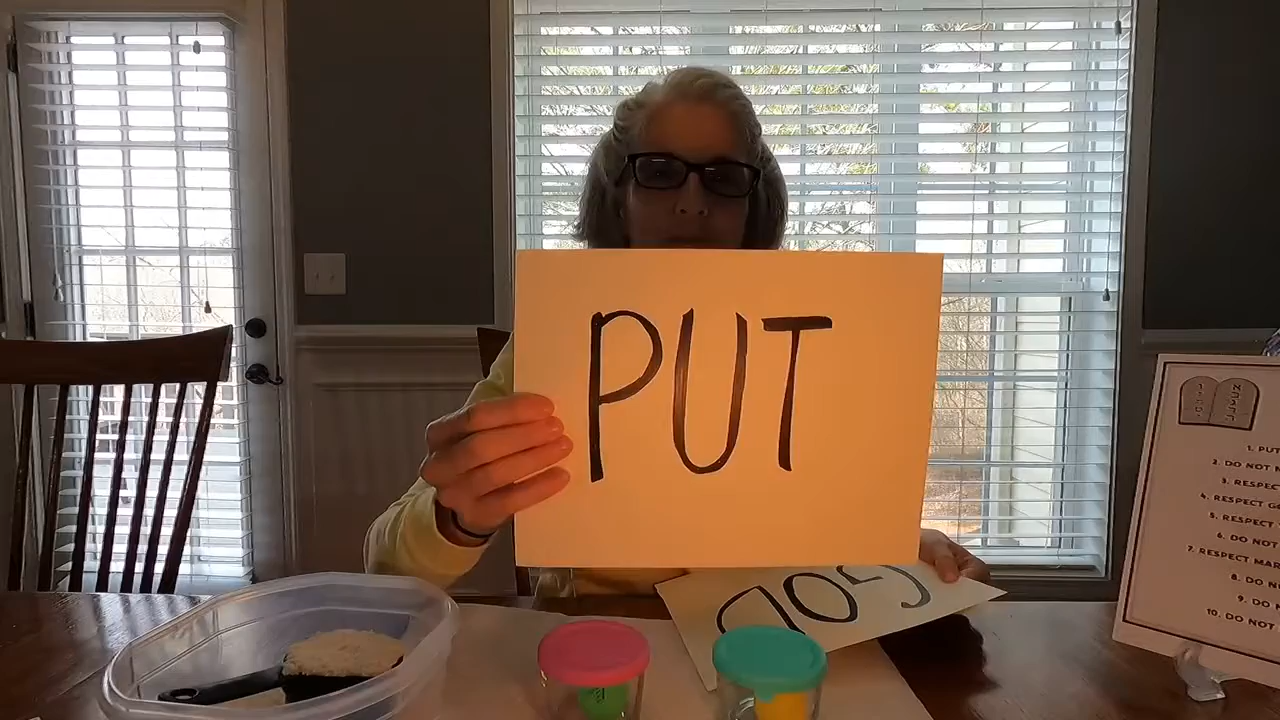 PUT
GOD
1. PUT
2. DO NOT
3. RESPECT
4. RESPECT
5. RESPECT
6. DO NOT
7. RESPECT MAR
8. DO N
9. DO
10. DO NOT